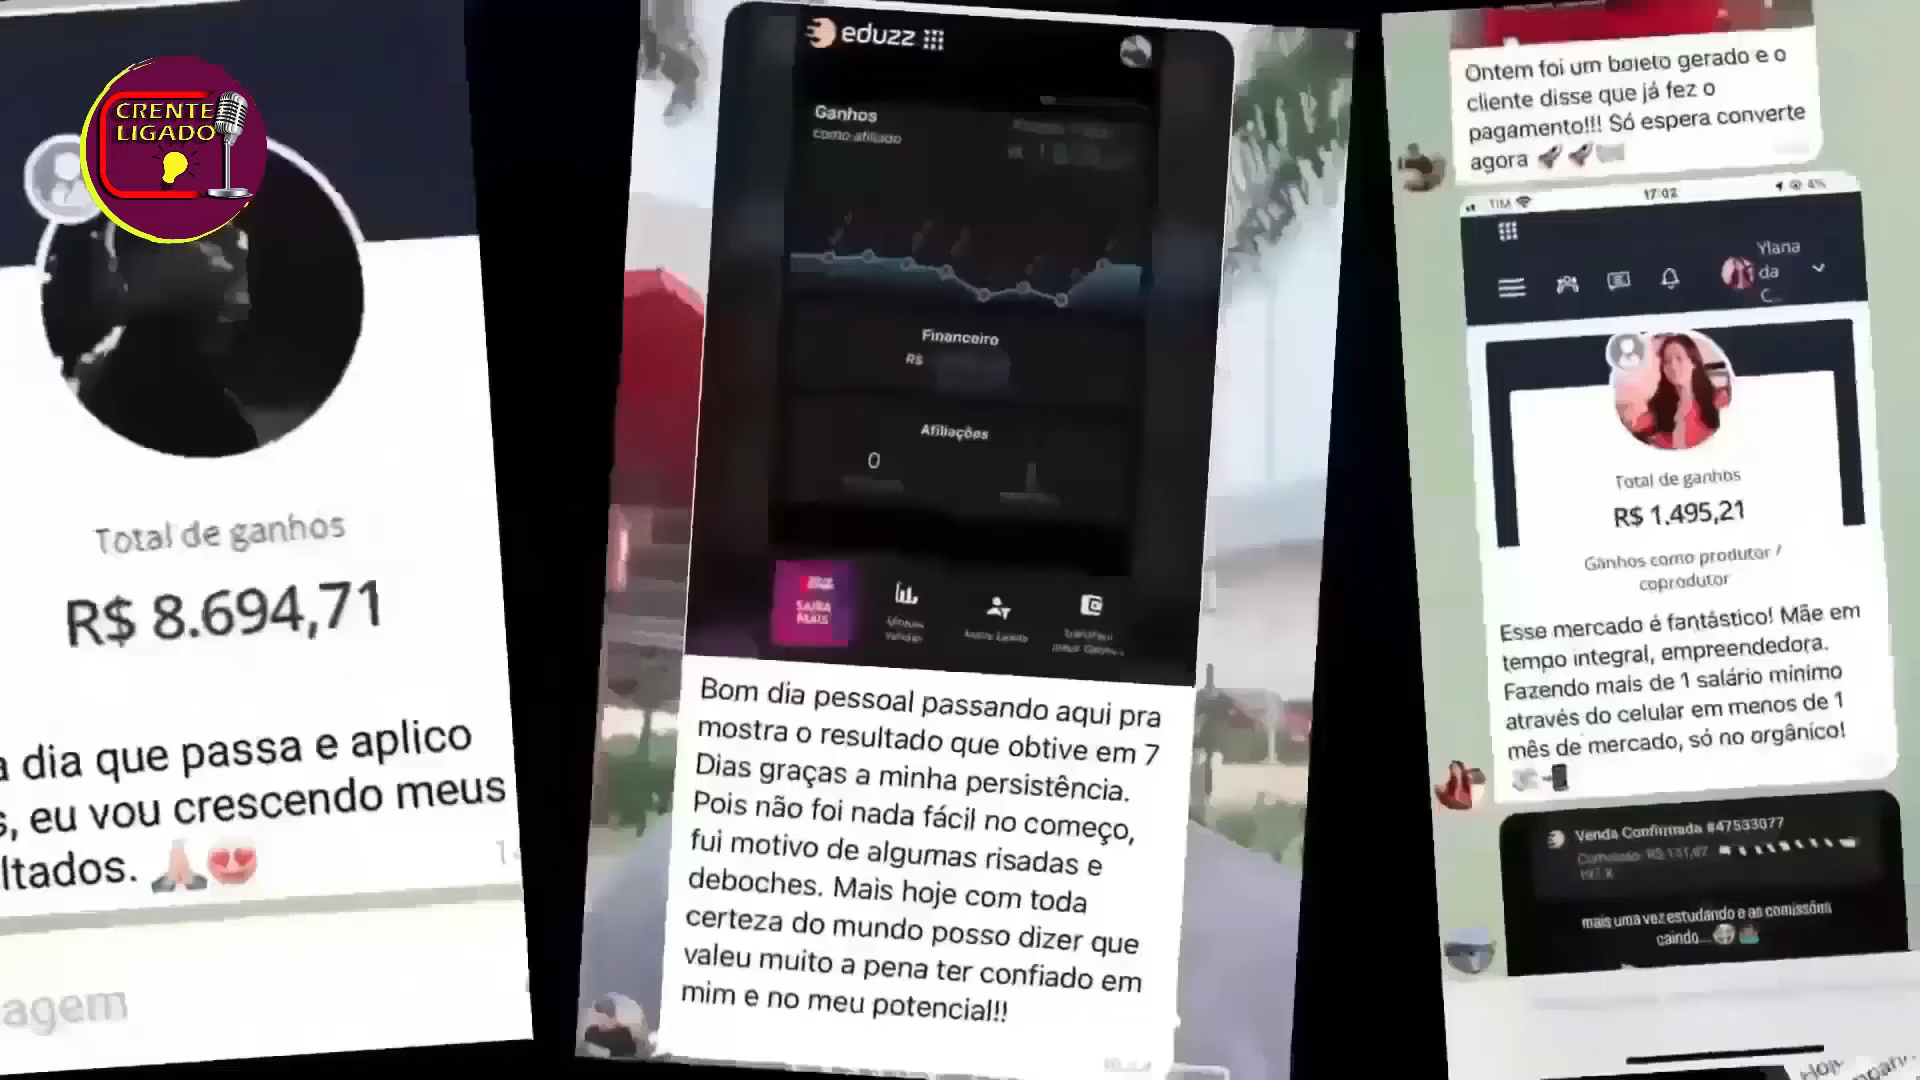 CRENTE
LIGADO
Total de ganhos
R$ 8.694,71
a dia que passa e aplico
s, eu vou crescendo meus
ltados. 🙏😍
agem
eduzz
Ganhos
como afiliado
Financeiro
R$
Afiliações
0
SAIBA
MAIS
Bom dia pessoal passando aqui pra
mostra o resultado que obtive em 7
Dias graças a minha persistência.
Pois não foi nada fácil no começo,
fui motivo de algumas risadas e
deboches. Mais hoje com toda
certeza do mundo posso dizer que
valeu muito a pena ter confiado em
mim e no meu potencial!!
Ontem foi um boleto gerado e o
cliente disse que já fez o
pagamento!!! Só espera converte
agora 🚀🚀
TIM
17:02
4%
Ylana
da
C...
Total de ganhos
R$ 1.495,21
Ganhos como produtor /
coprodutor
Esse mercado é fantástico! Mãe em
tempo integral, empreendedora.
Fazendo mais de 1 salário mínimo
através do celular em menos de 1
mês de mercado, só no orgânico!
Venda Confirmada #47533077
mais uma vez estudando e as comissões
caindo...